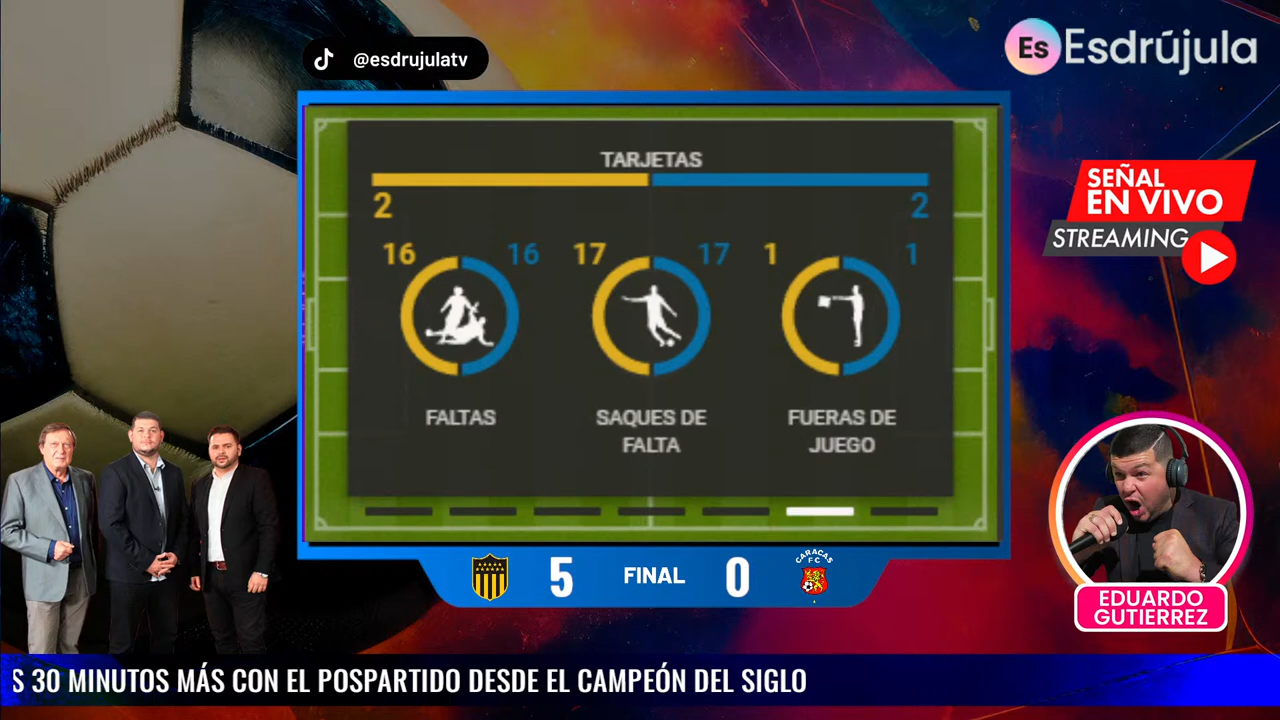 @esdrujulatv
Es Esdrújula
TARJETAS
2 2
16 16 17 17 1 1
FALTAS
SAQUES DE
FALTA
FUERAS DE
JUEGO
SEÑAL
EN VIVO
STREAMING
5 FINAL 0
CARACAS
FC
EDUARDO
GUTIERREZ
S 30 MINUTOS MÁS CON EL POSPARTIDO DESDE EL CAMPEÓN DEL SIGLO